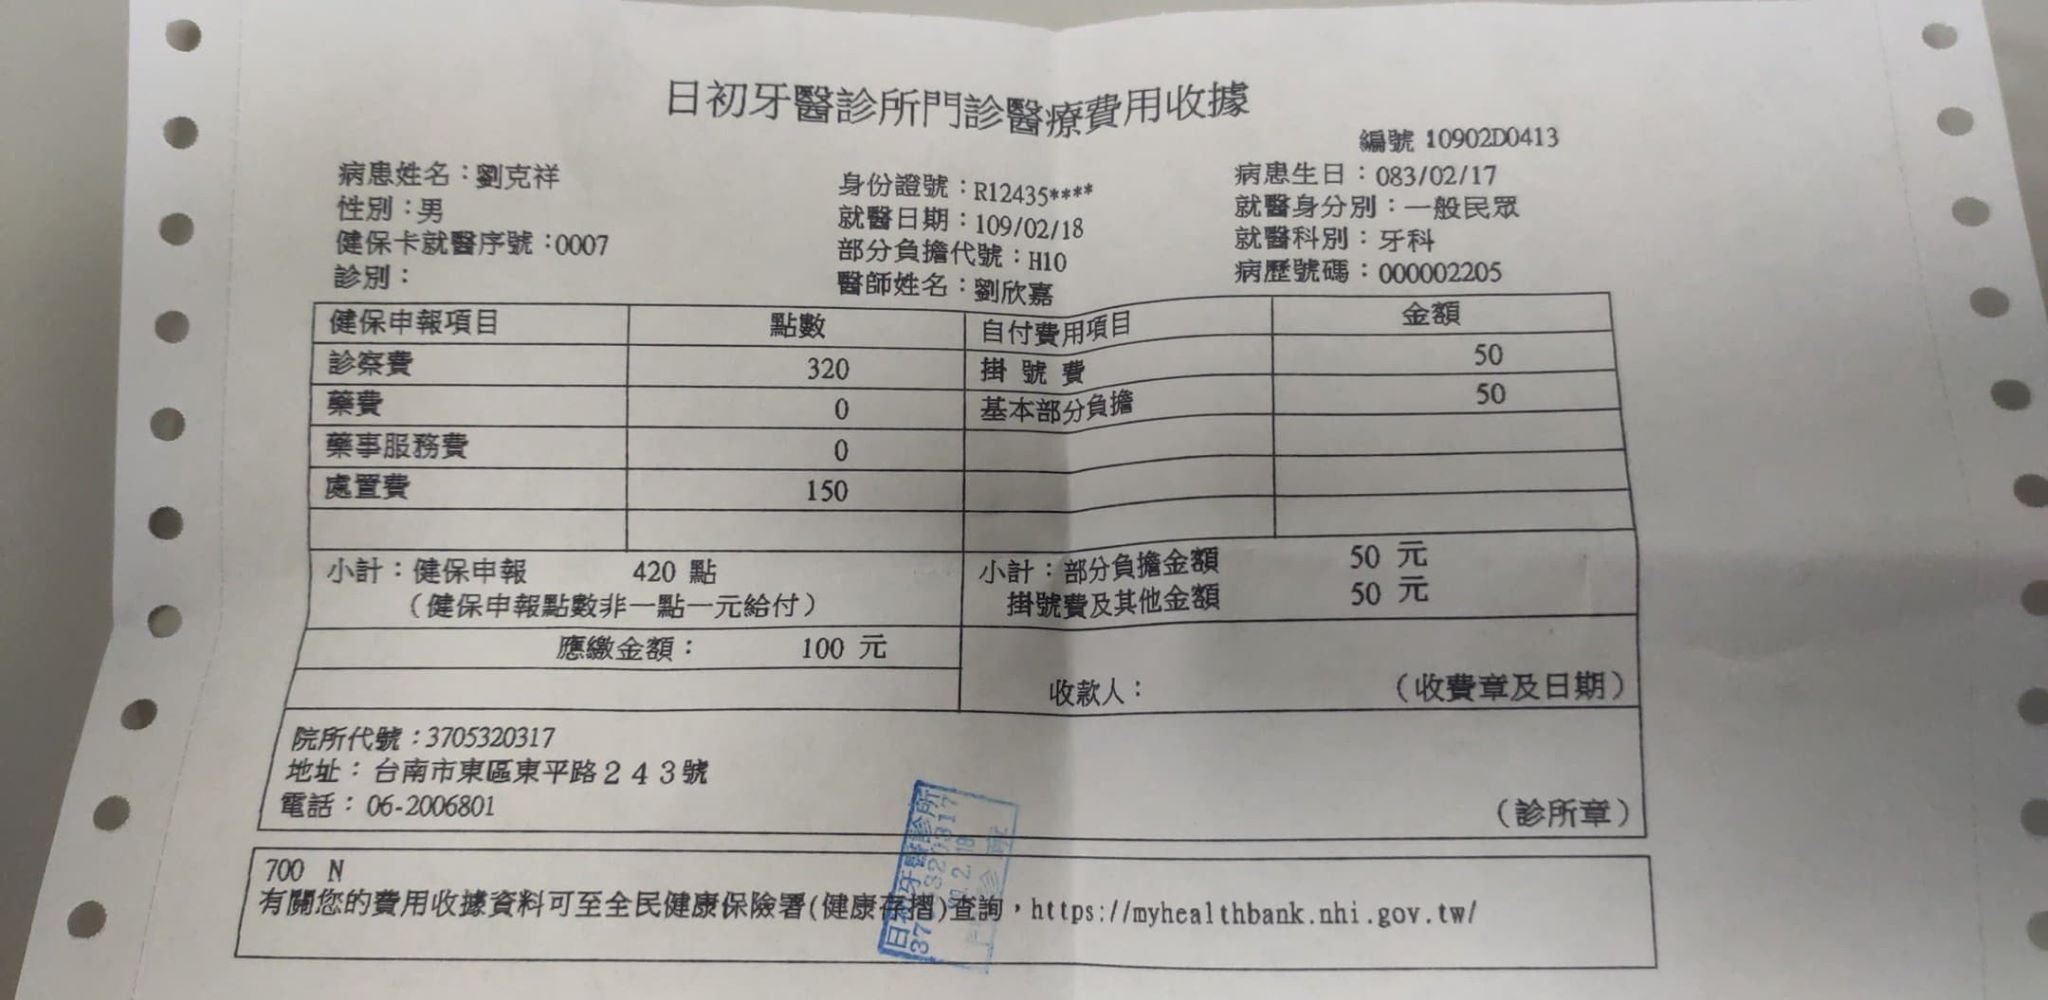 日初牙醫診所門診醫療費用收據
編號 10902D0413
病患姓名：劉克祥 身份證號：R12435**** 病患生日：083/02/17
性別：男 就醫日期：109/02/18 就醫身分別：一般民眾
健保卡就醫序號：0007 部分負擔代號：H10 就醫科別：牙科
診別： 醫師姓名：劉欣嘉 病歷號碼：000002205
健保申報項目 點數 自付費用項目 金額
診察費 320 掛號費 50
藥費 0 基本部分負擔 50
藥事服務費 0
處置費 150
小計：健保申報 420 點 小計：部分負擔金額 50 元
（健保申報點數非一點一元給付） 掛號費及其他金額 50 元
應繳金額： 100 元
收款人： （收費章及日期）
院所代號：3705320317
地址：台南市東區東平路２４３號
電話：06-2006801 （診所章）
700 N
有關您的費用收據資料可至全民健康保險署(健康存摺)查詢，https://myhealthbank.nhi.gov.tw/
日初牙醫診所